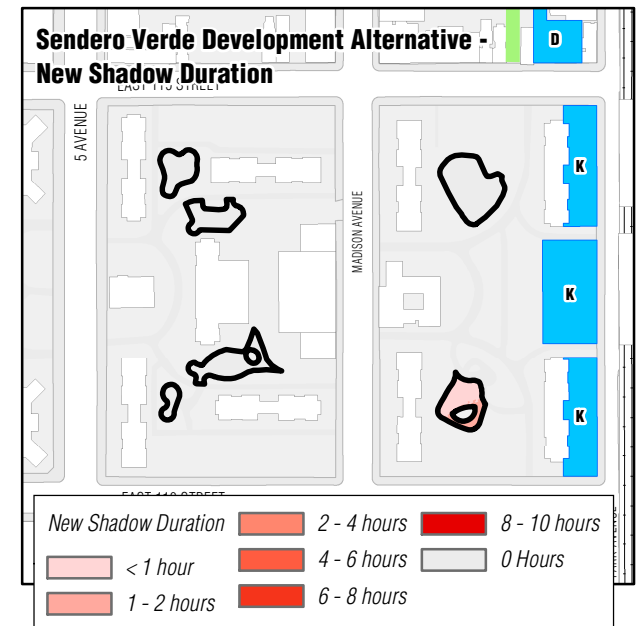 Sendero Verde Development Alternative -
New Shadow Duration
D
5 AVENUE
MADISON AVENUE
K
K
K
New Shadow Duration
< 1 hour
1 - 2 hours
2 - 4 hours
4 - 6 hours
6 - 8 hours
8 - 10 hours
0 Hours